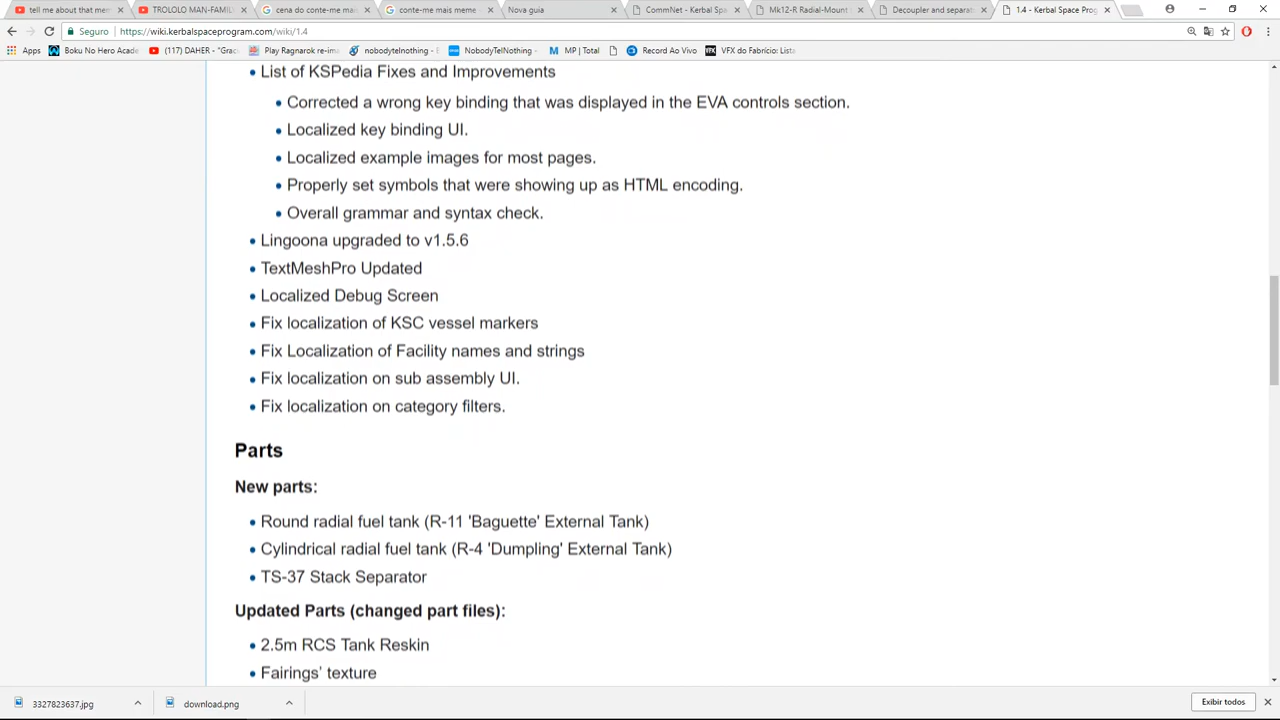 tell me about that mem
TROLOLO MAN-FAMIL
cena do conte-me mais
conte-me mais meme -
Nova guia
CommNet - Kerbal Spa
Mk12-R Radial-Mount
Decoupler and separat
1.4 - Kerbal Space Prog
Seguro
https://wiki.kerbalspaceprogram.com/wiki/1.4
Apps
Boku No Hero Acade
(117) DAHER - "Grac
Play Ragnarok re-ima
nobodytelnothing - E
NobodyTelNothing -
MP | Total
Record Ao Vivo
VFX do Fabrício: Lista
• List of KSPedia Fixes and Improvements
• Corrected a wrong key binding that was displayed in the EVA controls section.
• Localized key binding UI.
• Localized example images for most pages.
• Properly set symbols that were showing up as HTML encoding.
• Overall grammar and syntax check.
• Lingoona upgraded to v1.5.6
• TextMeshPro Updated
• Localized Debug Screen
• Fix localization of KSC vessel markers
• Fix Localization of Facility names and strings
• Fix localization on sub assembly UI.
• Fix localization on category filters.
Parts
New parts:
• Round radial fuel tank (R-11 'Baguette' External Tank)
• Cylindrical radial fuel tank (R-4 'Dumpling' External Tank)
• TS-37 Stack Separator
Updated Parts (changed part files):
• 2.5m RCS Tank Reskin
• Fairings' texture
3327823637.jpg
download.png
Exibir todos